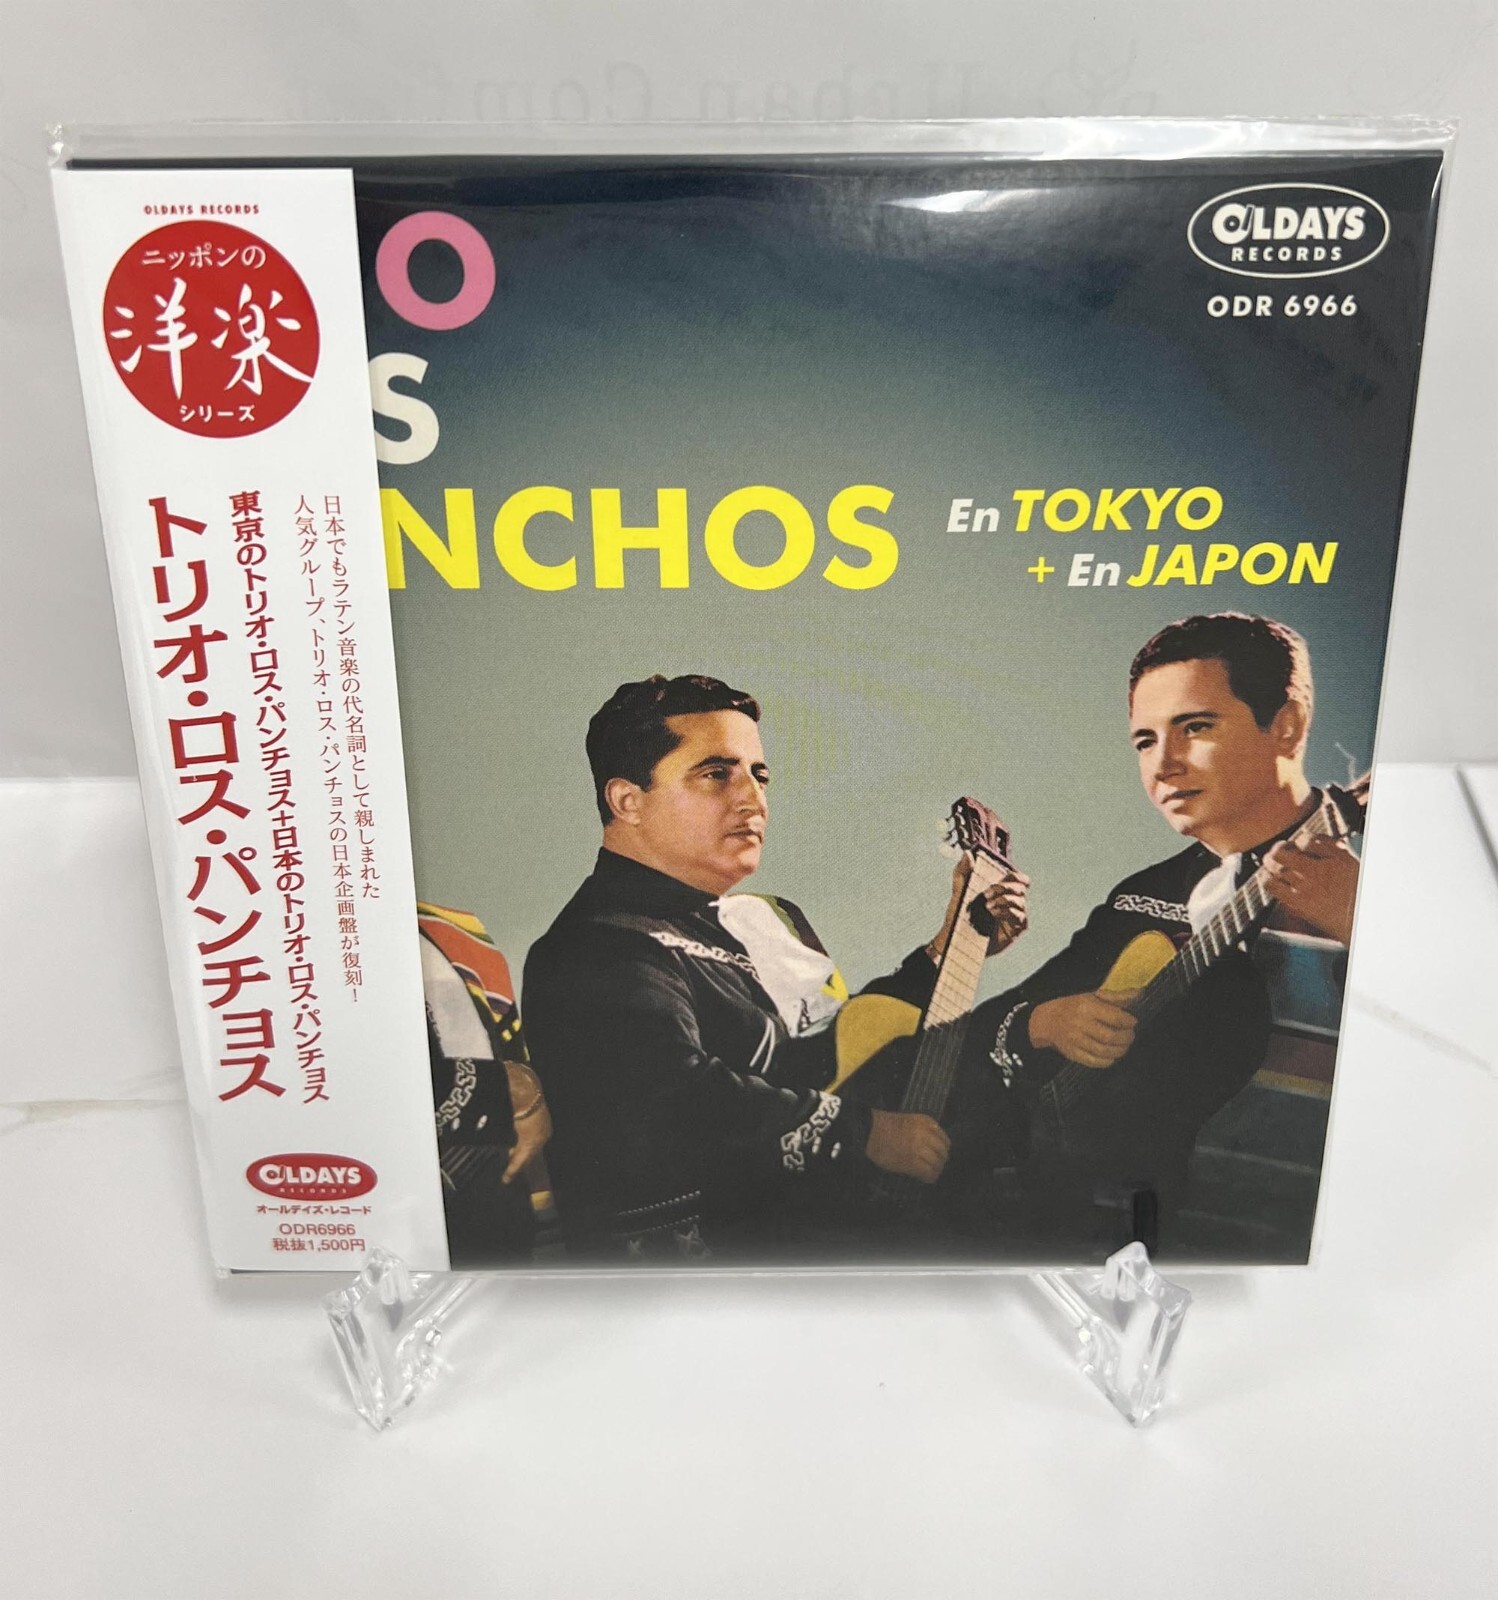 OLDAYS RECORDS
ニッポンの
洋楽
シリーズ
日本でもラテン音楽の代名詞として親しまれた
人気グループ、トリオ・ロス・パンチョスの日本企画盤が復刻！
東京のトリオ・ロス・パンチョス＋日本のトリオ・ロス・パンチョス
トリオ・ロス・パンチョス
OLDAYS
RECORDS
オールデイズ・レコード
ODR6966
税抜1,500円
O
S
NCHOS
En TOKYO
+ En JAPON
OLDAYS
RECORDS
ODR 6966